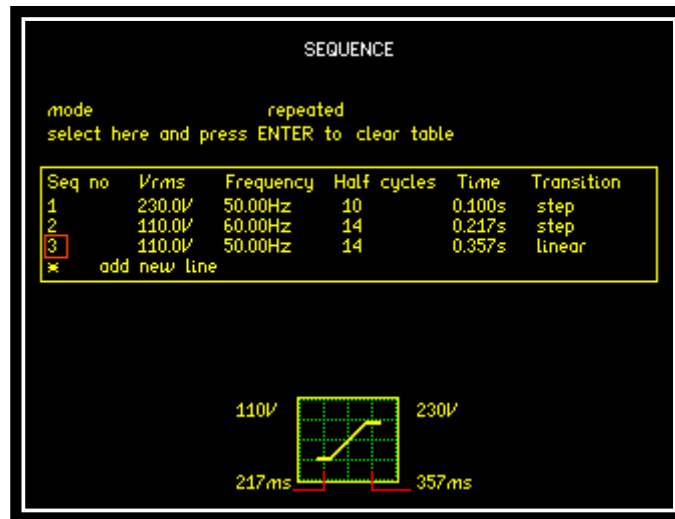 SEQUENCE
mode repeated
select here and press ENTER to clear table
Seq no Vrms Frequency Half cycles Time Transition
1 230.0V 50.00Hz 10 0.100s step
2 110.0V 60.00Hz 14 0.217s step
3 110.0V 50.00Hz 14 0.357s linear
* add new line
110V 230V
217ms 357ms